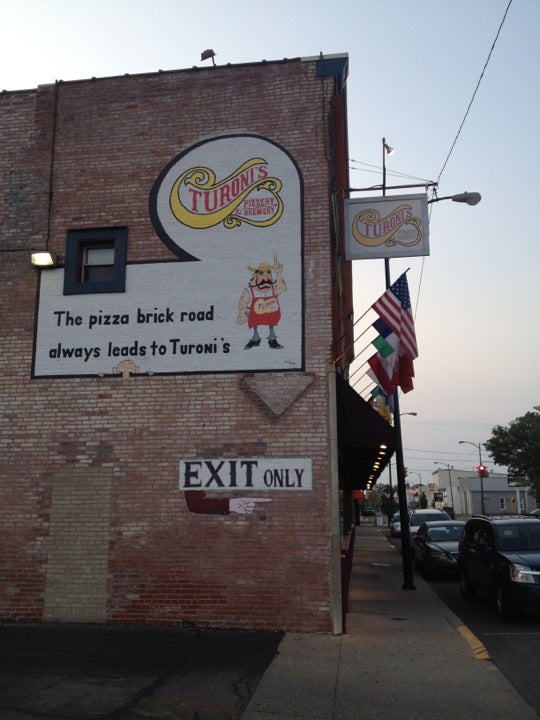 TURONI'S
PIZZERY
& BREWERY
TURONI'S
The pizza brick road
always leads to Turoni's
EXIT ONLY